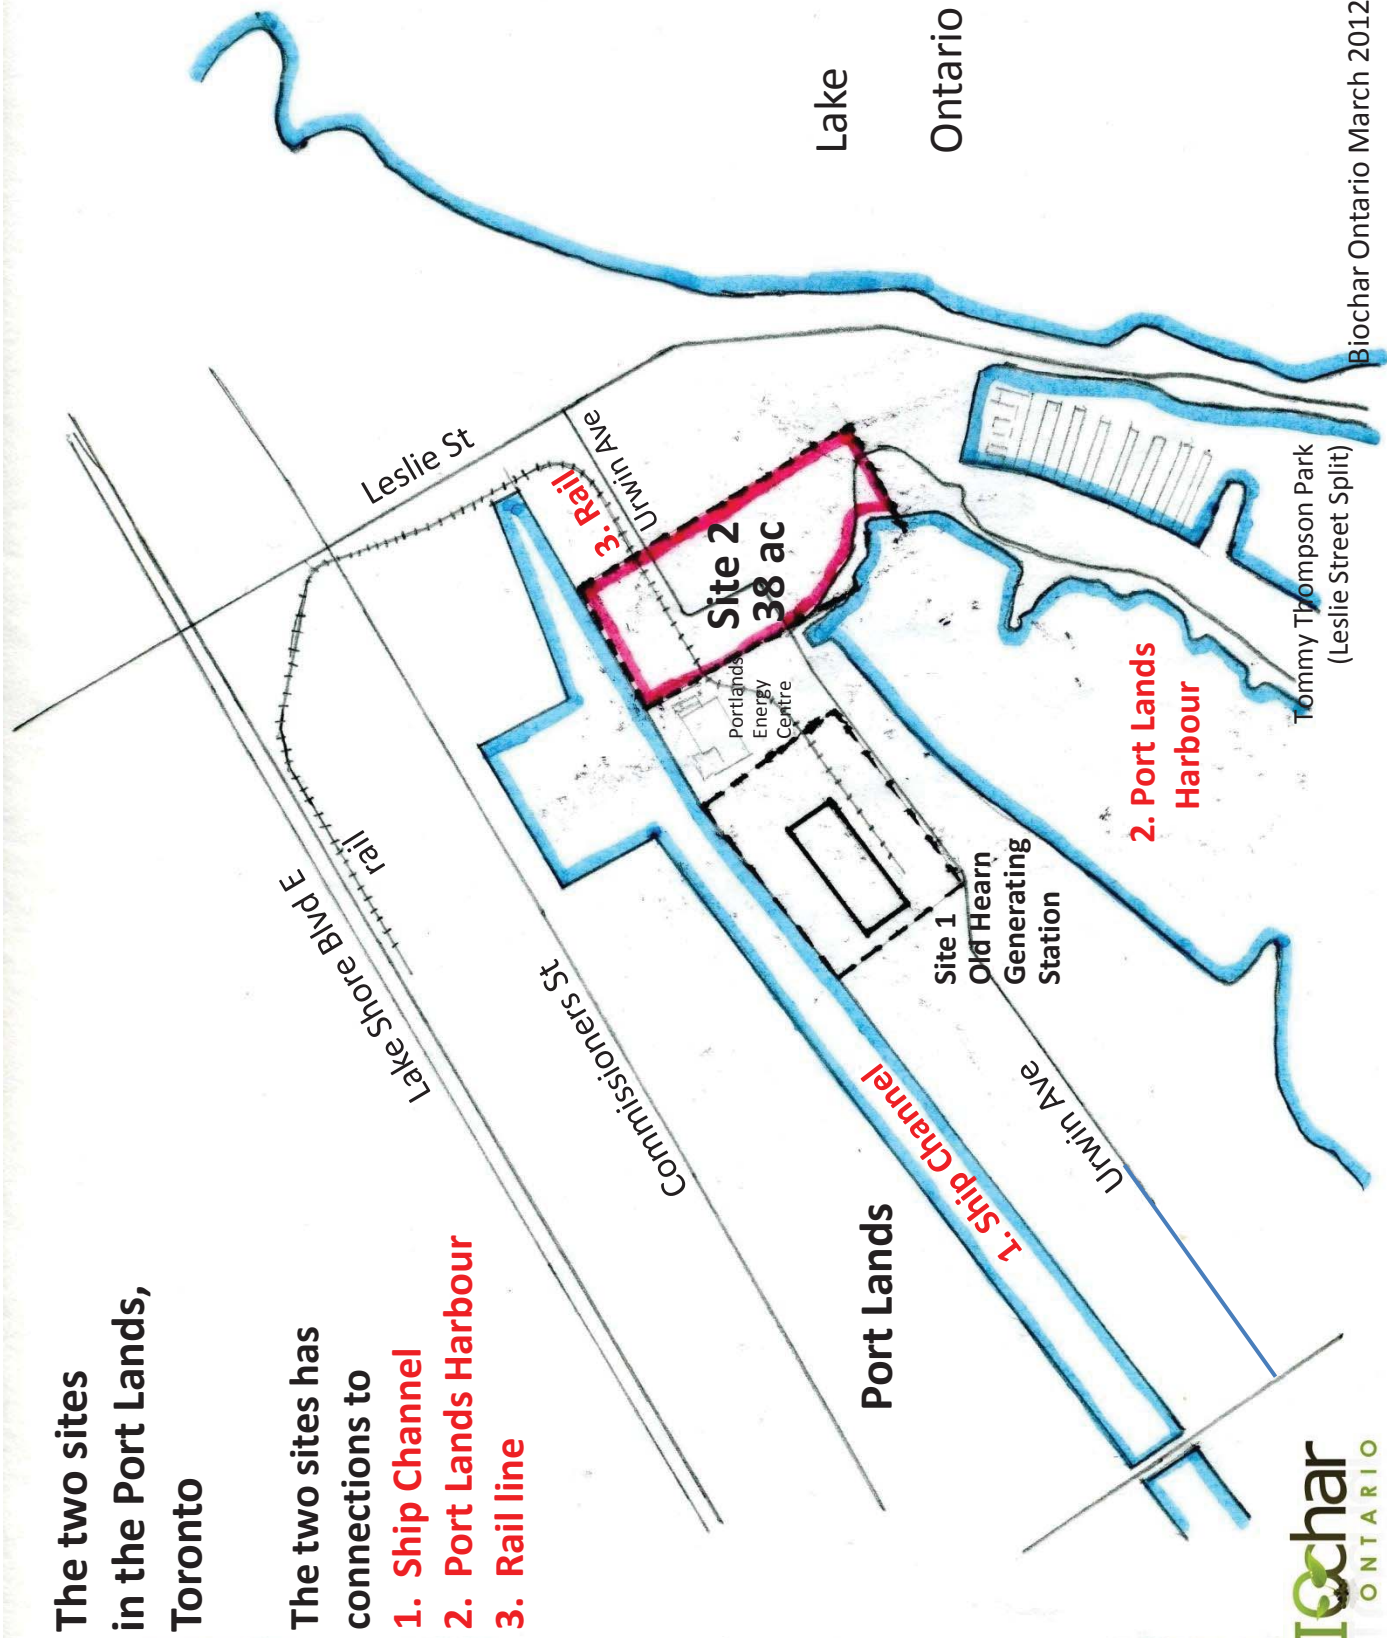 The two sites
in the Port Lands,
Toronto
The two sites has
connections to
1. Ship Channel
2. Port Lands Harbour
3. Rail line
Lake Shore Blvd E
rail
Leslie St
Commissioners St
3. Rail
Urwiin Ave
Site 2
38 ac
Portlands
Energy
Centre
Port Lands
1. Ship Channel
Site 1
Old Hearn
Generating
Station
Urwiin Ave
2. Port Lands
Harbour
Lake
Ontario
Tommy Thompson Park
(Leslie Street Split)
Iochar
ONTARIO
Biochar Ontario March 2012